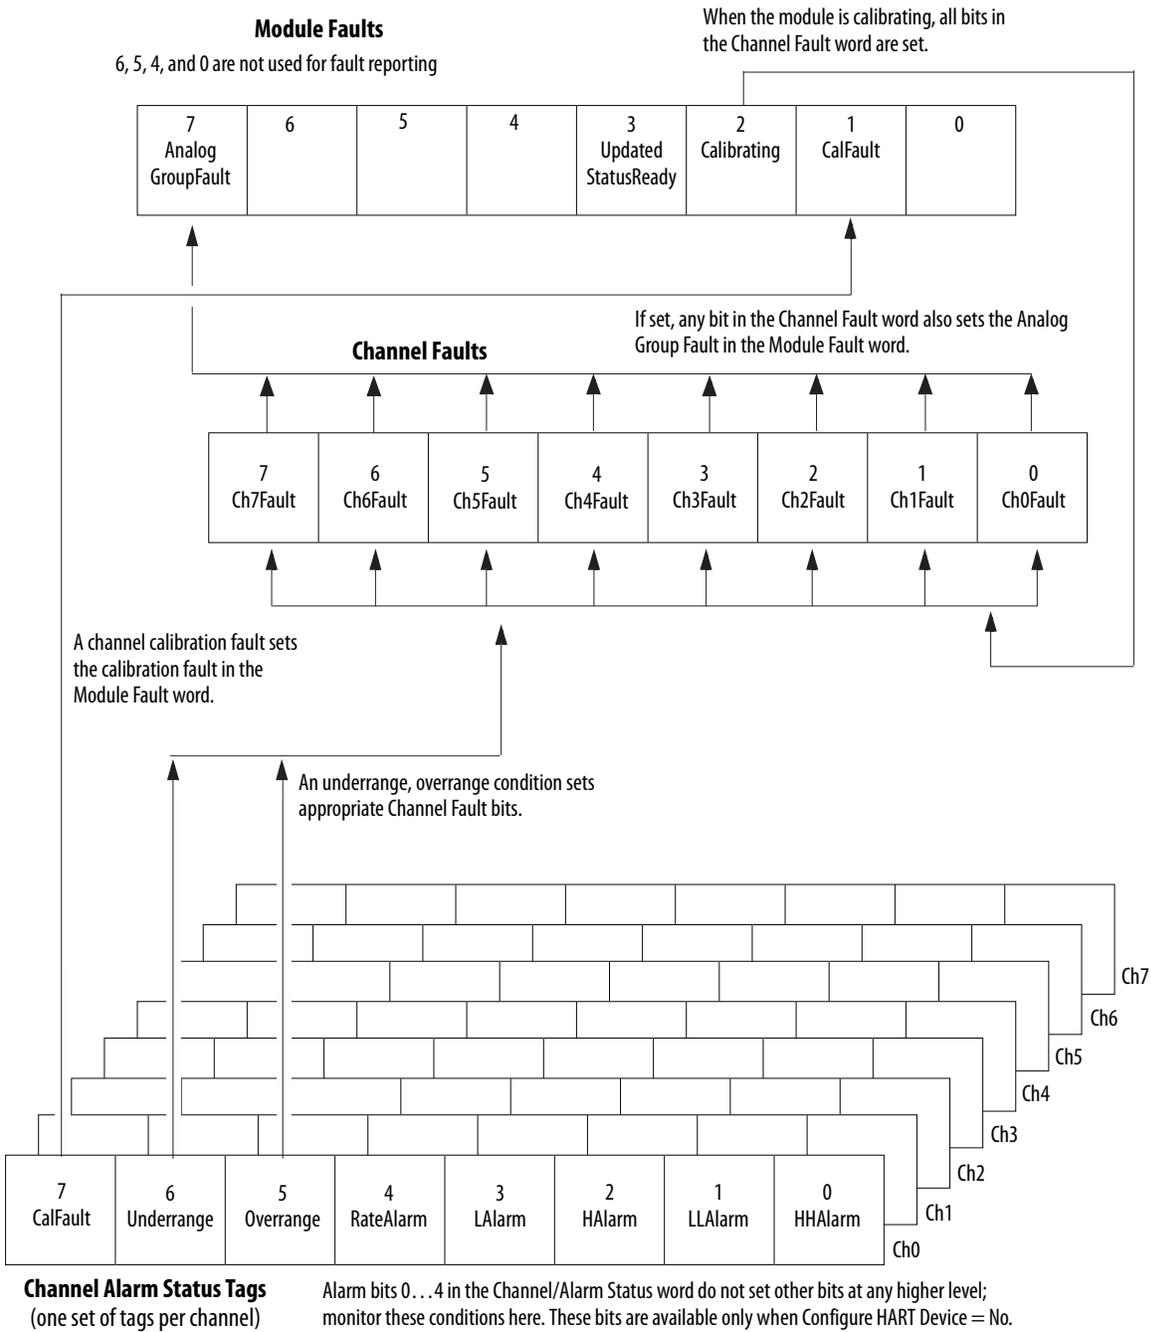 Module Faults
6, 5, 4, and 0 are not used for fault reporting
When the module is calibrating, all bits in
the Channel Fault word are set.
7
Analog
GroupFault
6
5
4
3
Updated
StatusReady
2
Calibrating
1
CalFault
0
If set, any bit in the Channel Fault word also sets the Analog
Group Fault in the Module Fault word.
Channel Faults
7
Ch7Fault
6
Ch6Fault
5
Ch5Fault
4
Ch4Fault
3
Ch3Fault
2
Ch2Fault
1
Ch1Fault
0
Ch0Fault
A channel calibration fault sets
the calibration fault in the
Module Fault word.
An underrange, overrange condition sets
appropriate Channel Fault bits.
Ch7
Ch6
Ch5
Ch4
Ch3
Ch2
Ch1
Ch0
7
CalFault
6
Underrange
5
Overrange
4
RateAlarm
3
LAlarm
2
HAlarm
1
LLAlarm
0
HHAlarm
Channel Alarm Status Tags
(one set of tags per channel)
Alarm bits 0…4 in the Channel/Alarm Status word do not set other bits at any higher level;
monitor these conditions here. These bits are available only when Configure HART Device = No.